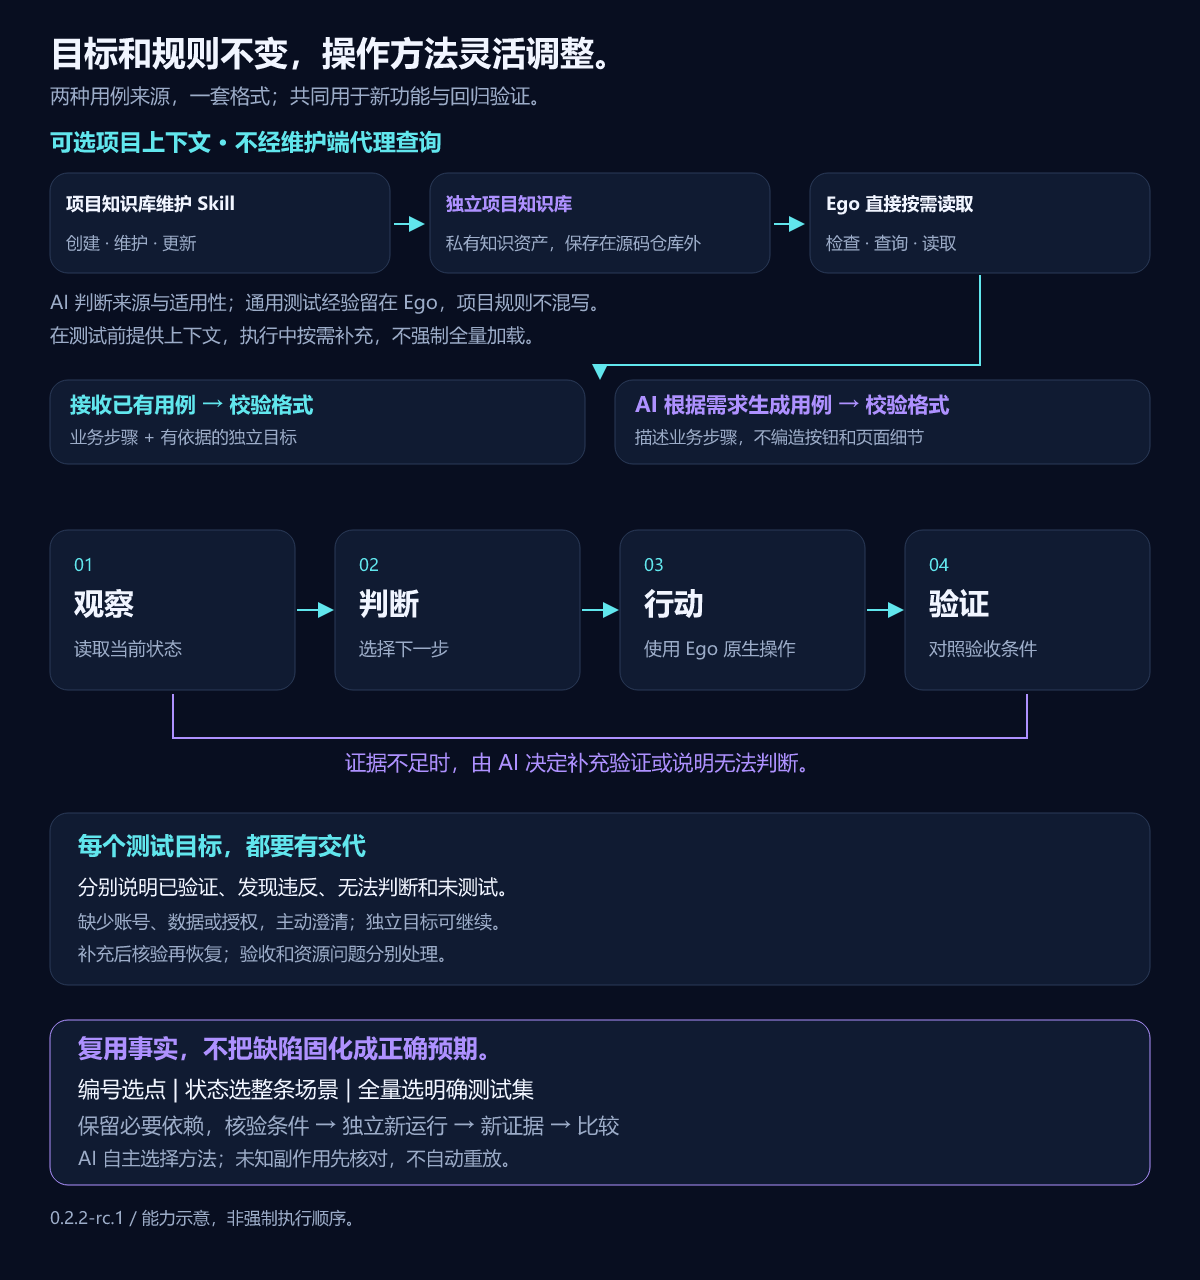 目标和规则不变，操作方法灵活调整。
两种用例来源，一套格式；共同用于新功能与回归验证。
可选项目上下文 · 不经维护端代理查询
项目知识库维护 Skill
创建 · 维护 · 更新
独立项目知识库
私有知识资产，保存在源码仓库外
Ego 直接按需读取
检查 · 查询 · 读取
AI 判断来源与适用性；通用测试经验留在 Ego，项目规则不混写。
在测试前提供上下文，执行中按需补充，不强制全量加载。
接收已有用例 → 校验格式
业务步骤 + 有依据的独立目标
AI 根据需求生成用例 → 校验格式
描述业务步骤，不编造按钮和页面细节
01
观察
读取当前状态
02
判断
选择下一步
03
行动
使用 Ego 原生操作
04
验证
对照验收条件
证据不足时，由 AI 决定补充验证或说明无法判断。
每个测试目标，都要有交代
分别说明已验证、发现违反、无法判断和未测试。
缺少账号、数据或授权，主动澄清；独立目标可继续。
补充后核验再恢复；验收和资源问题分别处理。
复用事实，不把缺陷固化成正确预期。
编号选点 | 状态选整条场景 | 全量选明确测试集
保留必要依赖，核验条件 → 独立新运行 → 新证据 → 比较
AI 自主选择方法；未知副作用先核对，不自动重放。
0.2.2-rc.1 / 能力示意，非强制执行顺序。